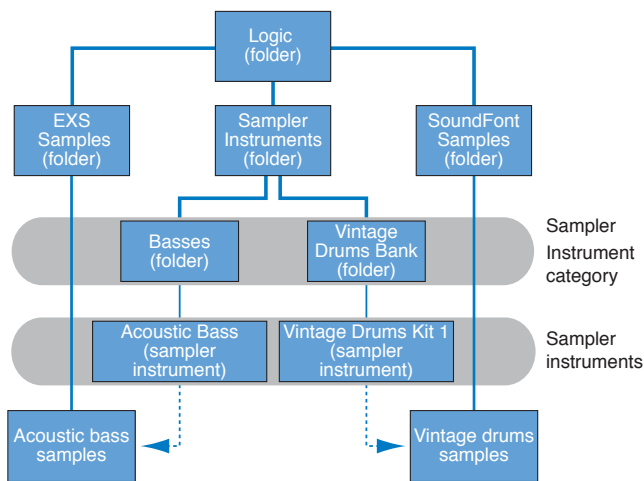 Logic
(folder)
EXS
Samples
(folder)
Sampler
Instruments
(folder)
SoundFont
Samples
(folder)
Basses
(folder)
Vintage
Drums Bank
(folder)
Sampler
Instrument
category
Acoustic Bass
(sampler
instrument)
Vintage Drums Kit 1
(sampler
instrument)
Sampler
instruments
Acoustic bass
samples
Vintage drums
samples